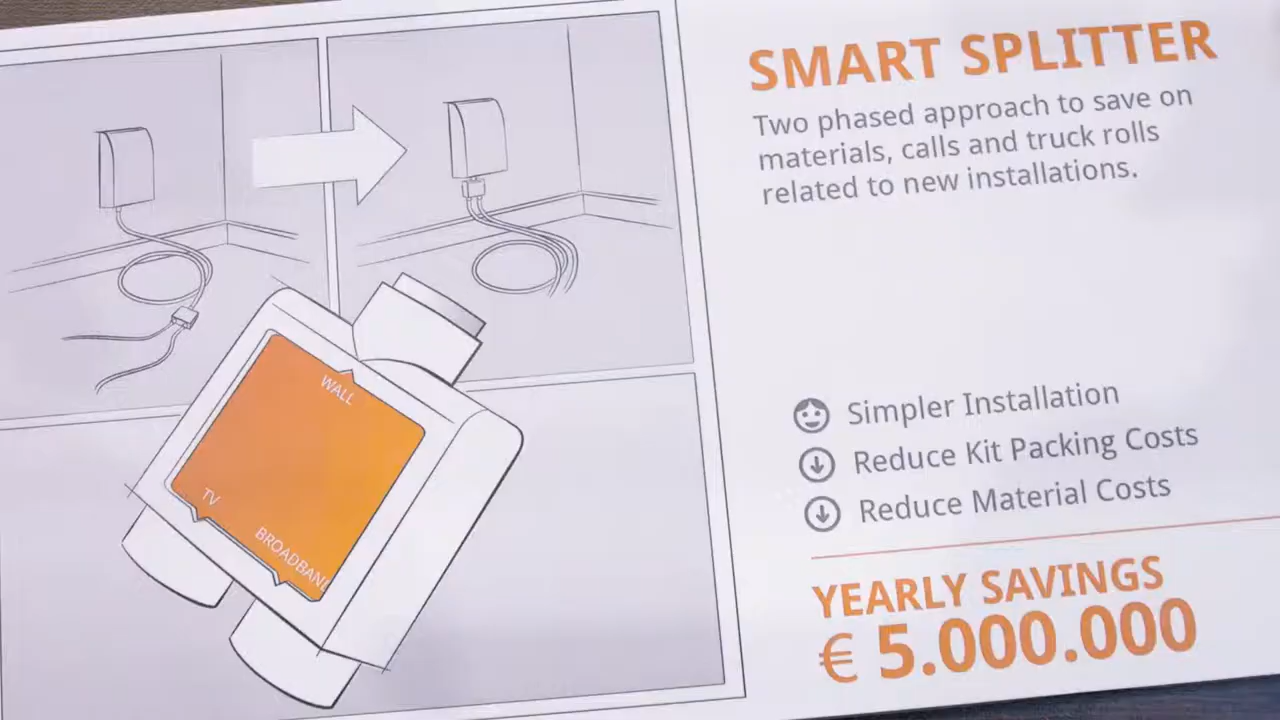 SMART SPLITTER
Two phased approach to save on
materials, calls and truck rolls
related to new installations.
WALL
TV
BROADBAND
Simpler Installation
Reduce Kit Packing Costs
Reduce Material Costs
YEARLY SAVINGS
€ 5.000.000